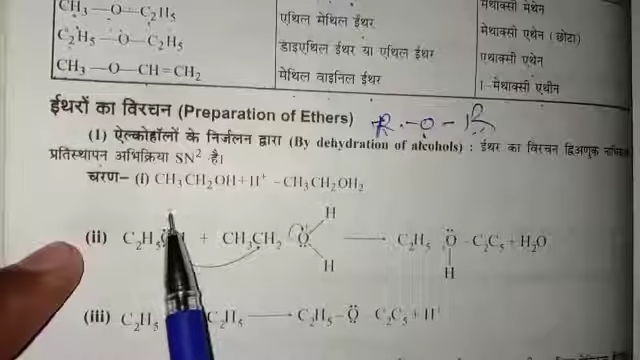 CH₃—O—C₂H₅
एथिल मेथिल ईथर
मेथाक्सी मेथेन
C₂H₅—O—C₂H₅
डाइएथिल ईथर या एथिल ईथर
मेथाक्सी एथेन (छोटा)
एथाक्सी एथेन
CH₃—O—CH=CH₂
मेथिल वाइनिल ईथर
1-मेथाक्सी एथीन
ईथरों का विरचन (Preparation of Ethers) R-O-R
(1) ऐल्कोहॉलों के निर्जलन द्वारा (By dehydration of alcohols) : ईथर का विरचन द्विअणुक
प्रतिस्थापन अभिक्रिया SN² है।
चरण– (i) CH₃CH₂OH+H⁺ –CH₃CH₂OH₂
H
(ii) C₂H₅ + CH₃CH₂ Ö ⟶ C₂H₅ Ö –C₂C₅+H₂O
H H
(iii) C₂H₅ C₂H₅ ⟶ C₂H₅–Ö C₂C₅+H⁺